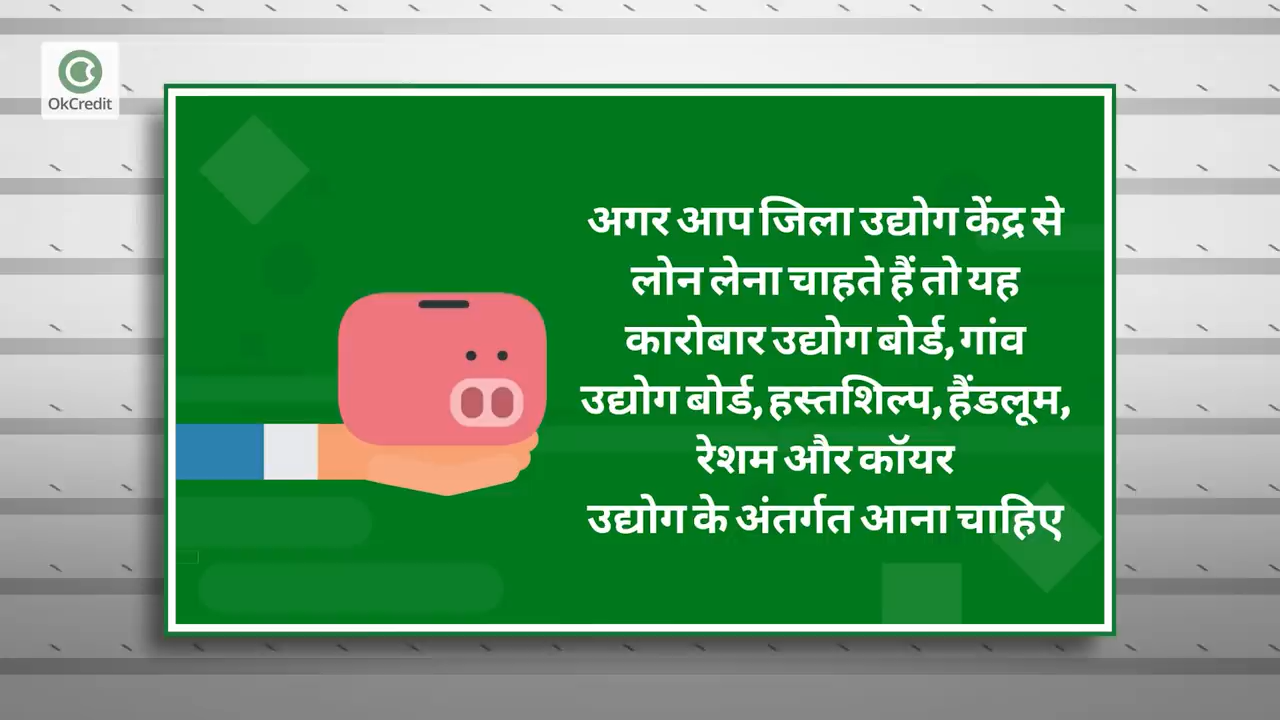 OkCredit
अगर आप जिला उद्योग केंद्र से
लोन लेना चाहते हैं तो यह
कारोबार उद्योग बोर्ड, गांव
उद्योग बोर्ड, हस्तशिल्प, हैंडलूम,
रेशम और कॉयर
उद्योग के अंतर्गत आना चाहिए